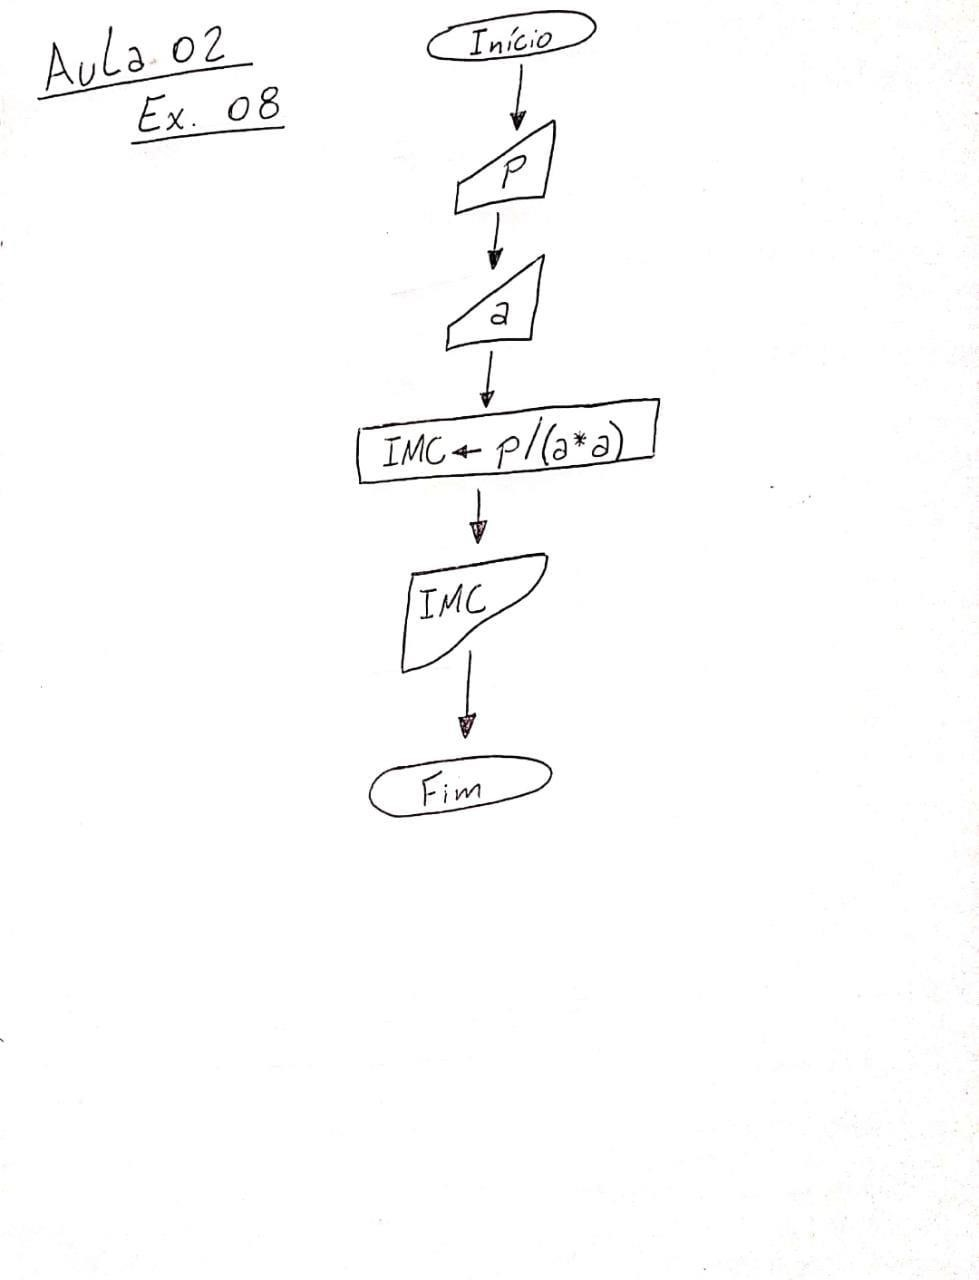 Aula 02
Ex. 08
Início
p
a
IMC ← p/(a*a)
IMC
Fim